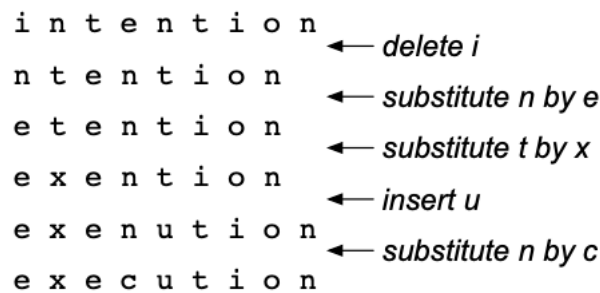 i n t e n t i o n
← delete i
n t e n t i o n
← substitute n by e
e t e n t i o n
← substitute t by x
e x e n t i o n
← insert u
e x e n u t i o n
← substitute n by c
e x e c u t i o n